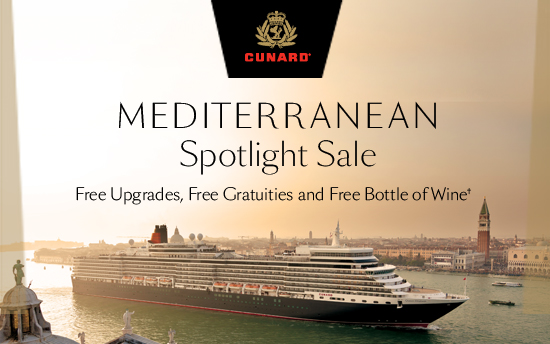 CUNARD®
MEDITERRANEAN
Spotlight Sale
Free Upgrades, Free Gratuities and Free Bottle of Wine†